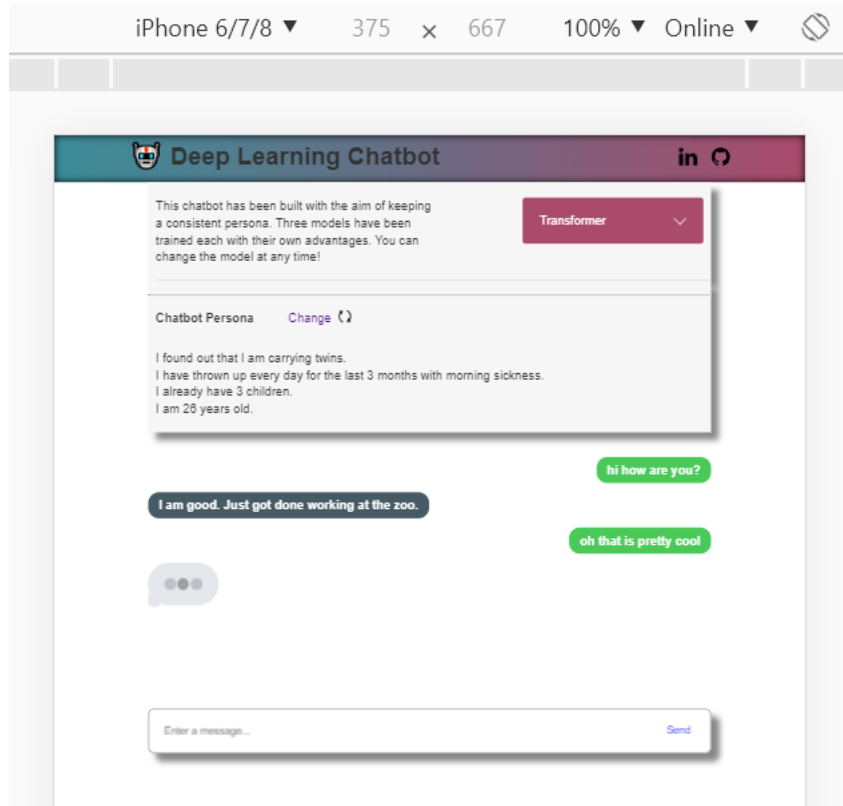 iPhone 6/7/8 ▼ 375 × 667 100% ▼ Online ▼
Deep Learning Chatbot in
This chatbot has been built with the aim of keeping
a consistent persona. Three models have been
trained each with their own advantages. You can
change the model at any time!
Transformer
Chatbot Persona Change
I found out that I am carrying twins.
I have thrown up every day for the last 3 months with morning sickness.
I already have 3 children.
I am 26 years old.
hi how are you?
I am good. Just got done working at the zoo.
oh that is pretty cool
Enter a message... Send